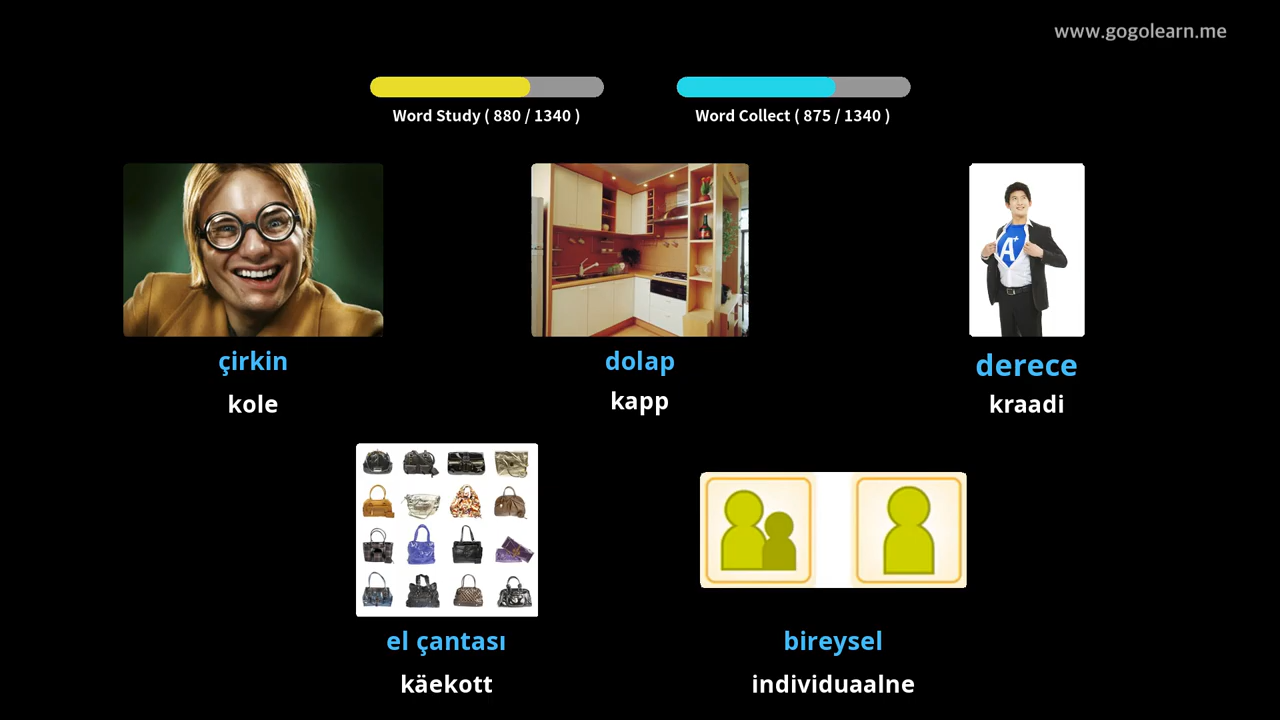 www.gogolearn.me
Word Study ( 880 / 1340 )
Word Collect ( 875 / 1340 )
A+
çirkin
kole
dolap
kapp
derece
kraadi
el çantası
käekott
bireysel
individuaalne